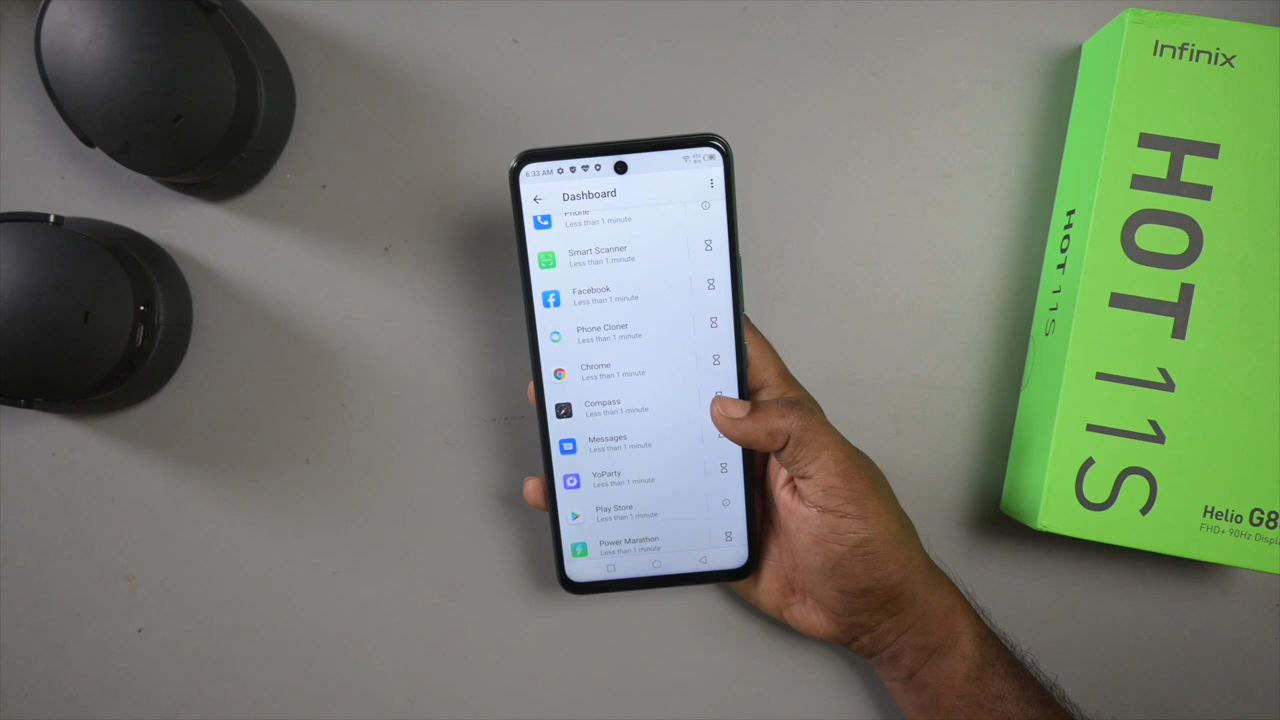 6:33 AM
Dashboard
Phone
Less than 1 minute
Smart Scanner
Less than 1 minute
Facebook
Less than 1 minute
Phone Cloner
Less than 1 minute
Chrome
Less than 1 minute
Compass
Less than 1 minute
Messages
Less than 1 minute
YoParty
Less than 1 minute
Play Store
Less than 1 minute
Power Marathon
Less than 1 minute
Infinix
HOT 11S
HOT 11S
Helio G8
FHD+ 90Hz Displ